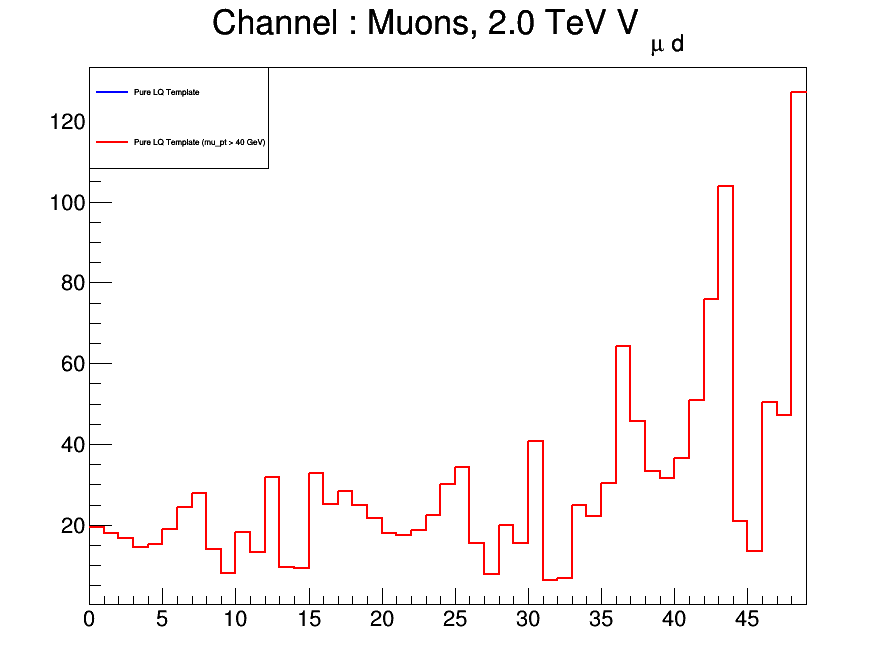 Channel : Muons, 2.0 TeV V μ d
Pure LQ Template
Pure LQ Template (mu_pt > 40 GeV)
120
100
80
60
40
20
0 5 10 15 20 25 30 35 40 45